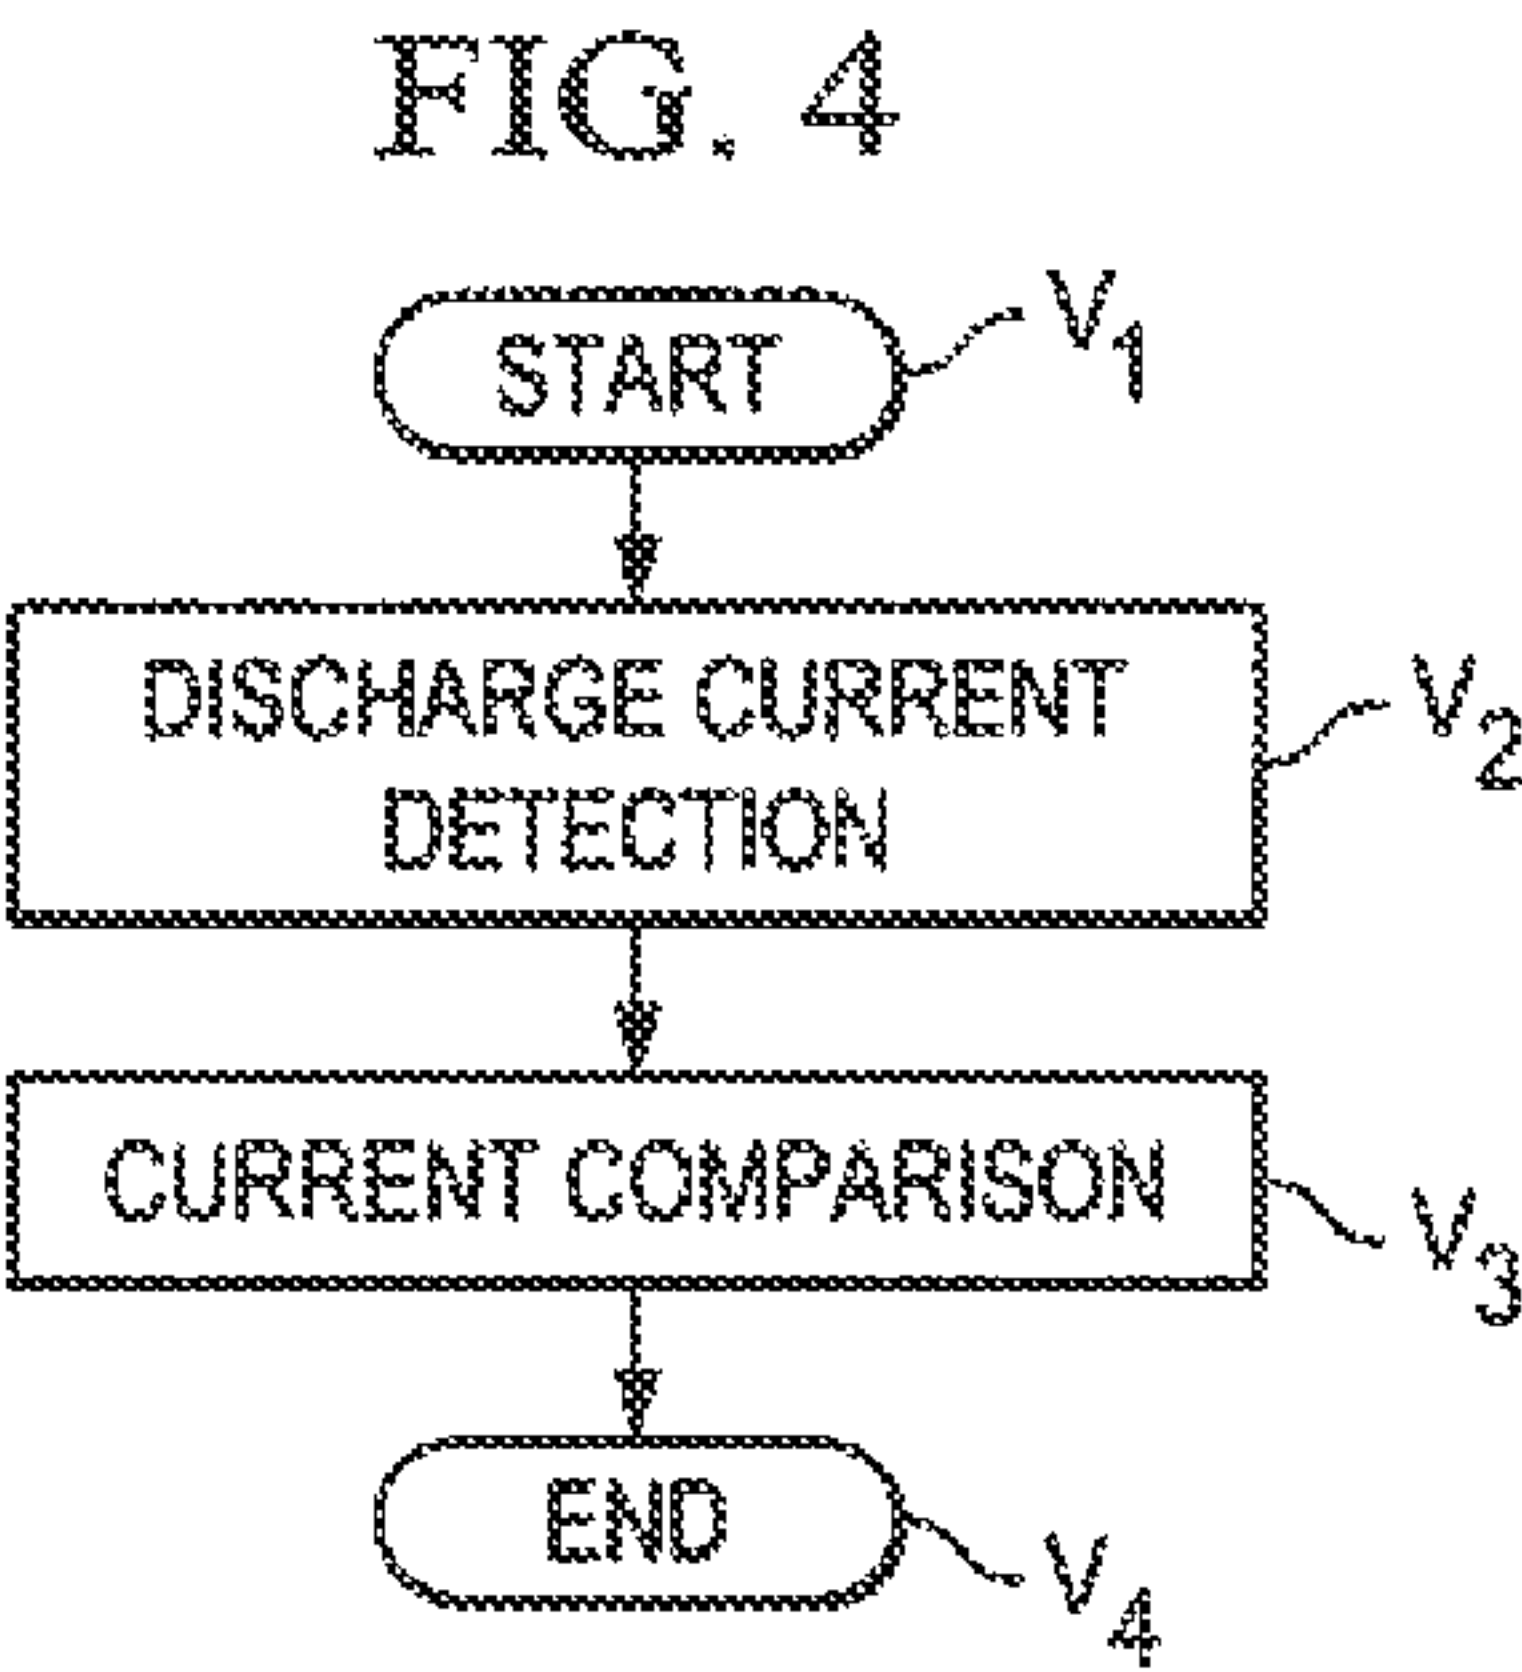 FIG. 4
START
V1
DISCHARGE CURRENT
DETECTION
V2
CURRENT COMPARISON
V3
END
V4